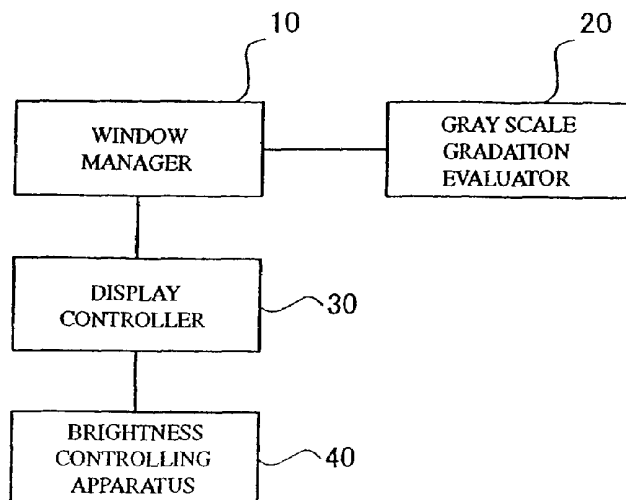 10
20
WINDOW
MANAGER
GRAY SCALE
GRADATION
EVALUATOR
DISPLAY
CONTROLLER
30
BRIGHTNESS
CONTROLLING
APPARATUS
40